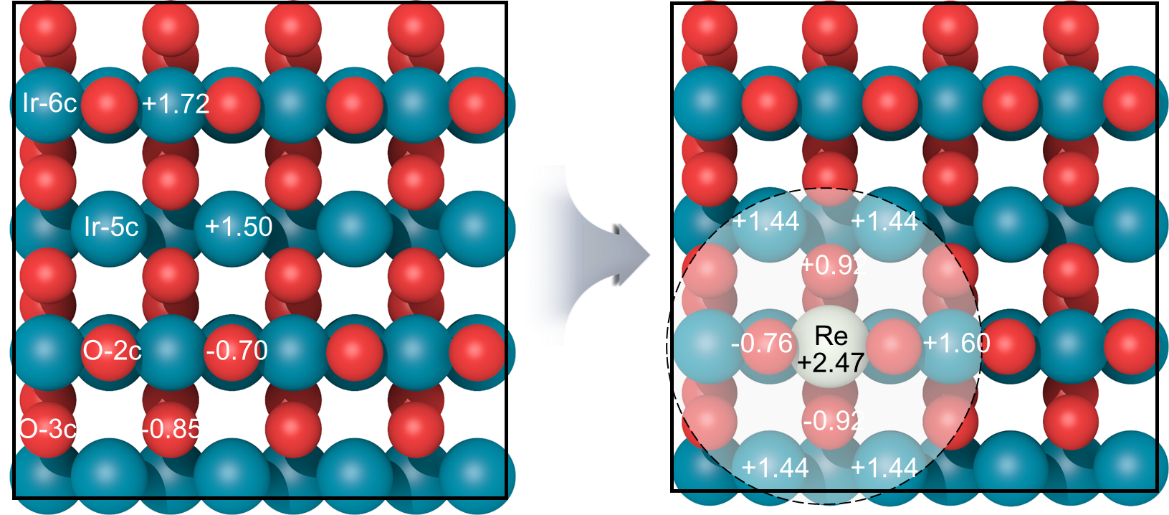 Ir-6c
+1.72
Ir-5c
+1.50
O-2c
-0.70
O-3c
-0.85
+1.44
+1.44
+0.92
-0.76
Re
+2.47
+1.60
-0.92
+1.44
+1.44